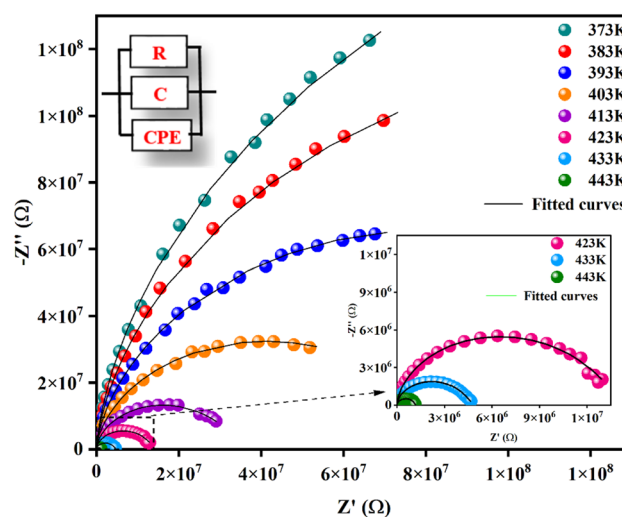 1×10⁸
1×10⁸
8×10⁷
6×10⁷
4×10⁷
2×10⁷
0
-Z'' (Ω)
R
C
CPE
373K
383K
393K
403K
413K
423K
433K
443K
Fitted curves
1×10⁷
9×10⁶
6×10⁶
3×10⁶
0
-Z'' (Ω)
423K
433K
443K
Fitted curves
0 3×10⁶ 6×10⁶ 9×10⁶ 1×10⁷
Z' (Ω)
0 2×10⁷ 4×10⁷ 6×10⁷ 8×10⁷ 1×10⁸ 1×10⁸
Z' (Ω)